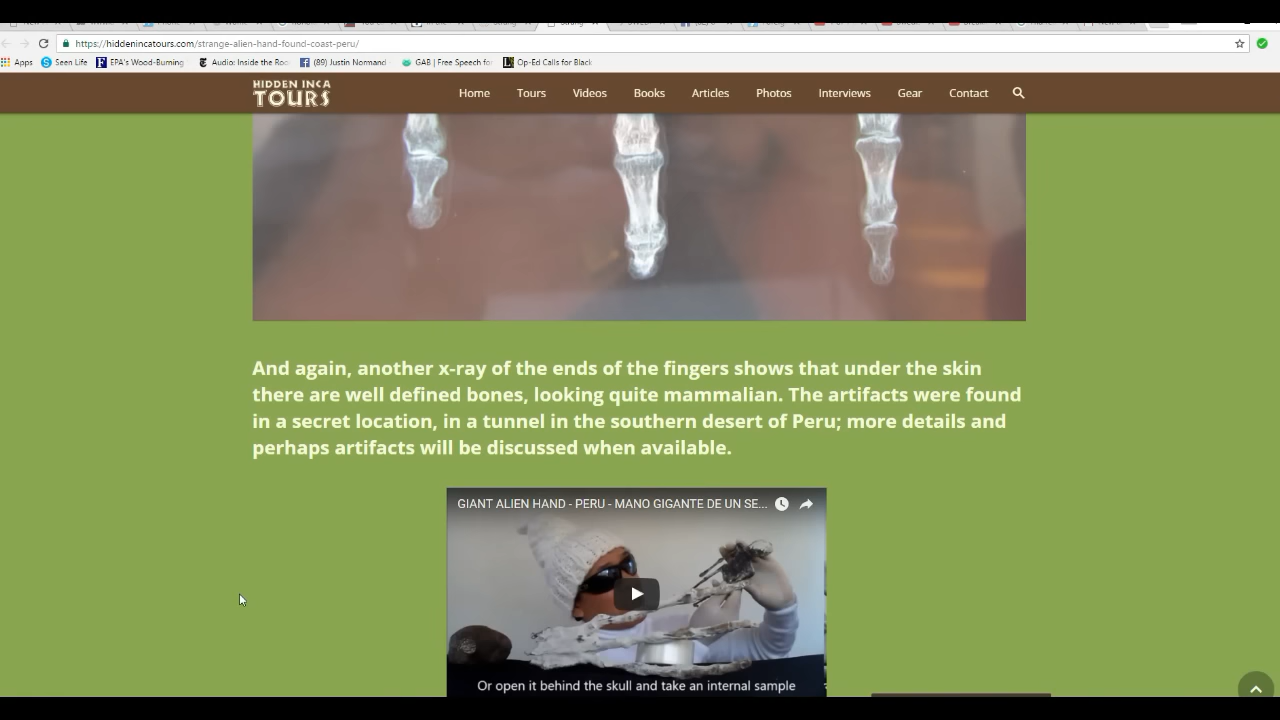 https://hiddenincatours.com/strange-alien-hand-found-coast-peru/
Apps Seen Life EPA's Wood-Burning Audio: Inside the Roo (89) Justin Normand GAB | Free Speech for Op-Ed Calls for Black
HIDDEN INCA
TOURS
Home Tours Videos Books Articles Photos Interviews Gear Contact
And again, another x-ray of the ends of the fingers shows that under the skin
there are well defined bones, looking quite mammalian. The artifacts were found
in a secret location, in a tunnel in the southern desert of Peru; more details and
perhaps artifacts will be discussed when available.
GIANT ALIEN HAND - PERU - MANO GIGANTE DE UN SE...
Or open it behind the skull and take an internal sample